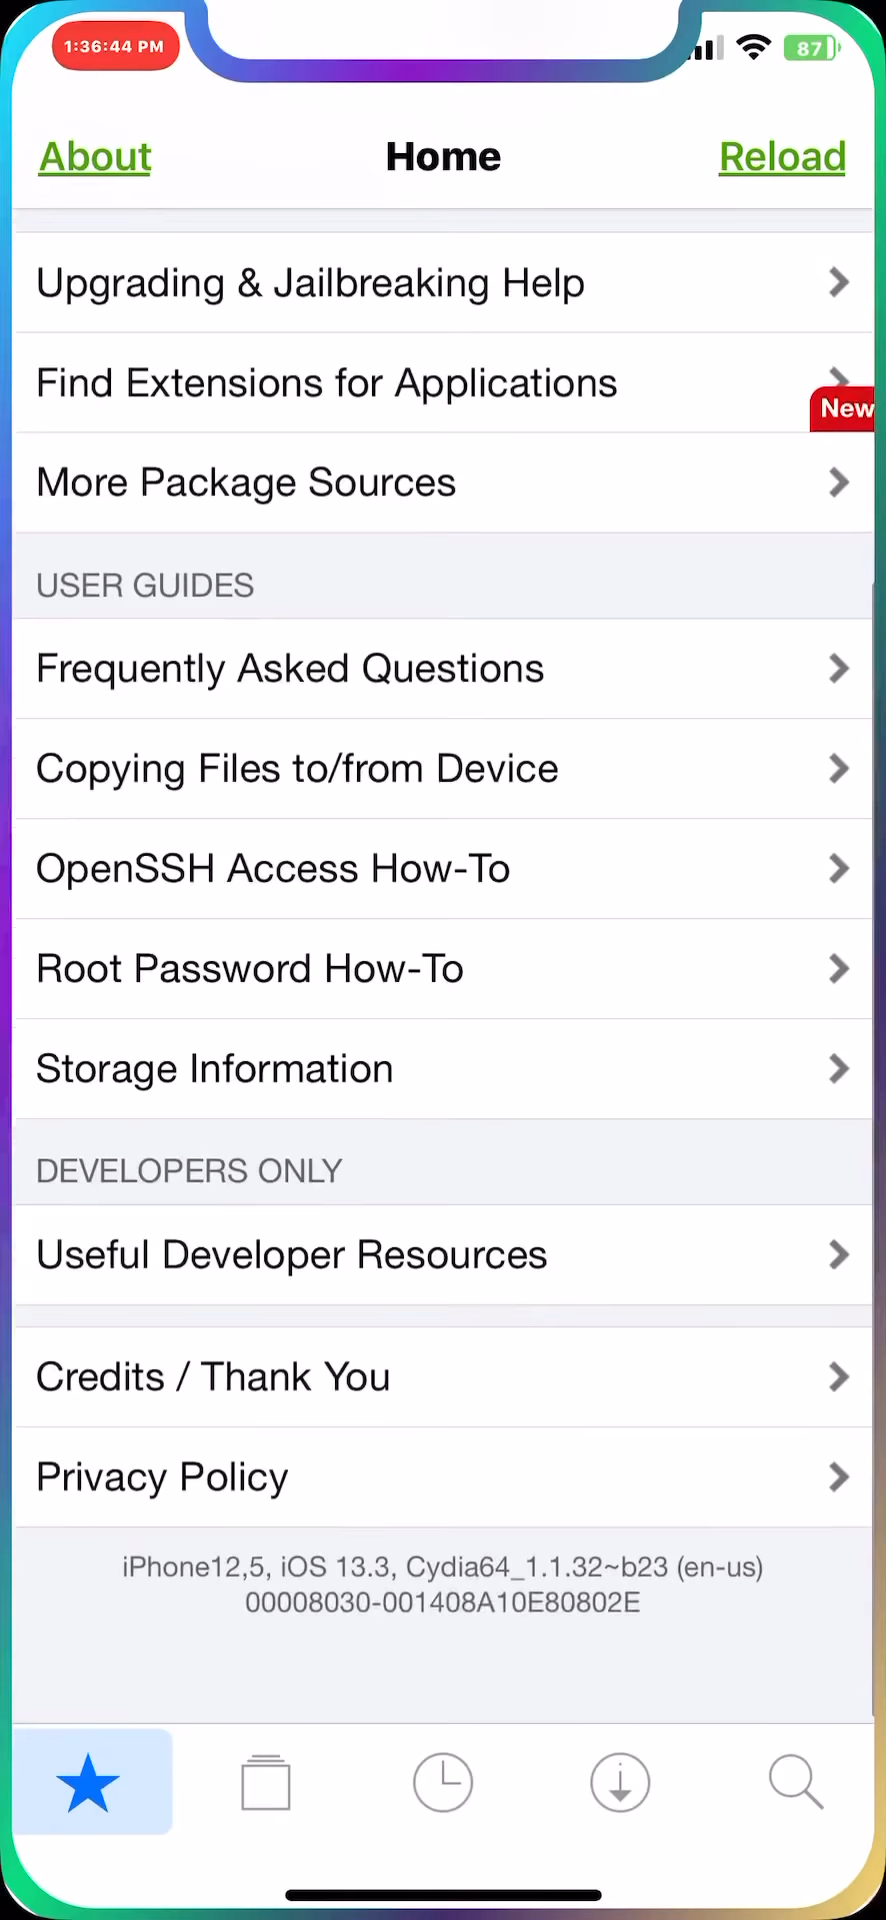 1:36:44 PM
87
About
Home
Reload
Upgrading & Jailbreaking Help
Find Extensions for Applications
New
More Package Sources
USER GUIDES
Frequently Asked Questions
Copying Files to/from Device
OpenSSH Access How-To
Root Password How-To
Storage Information
DEVELOPERS ONLY
Useful Developer Resources
Credits / Thank You
Privacy Policy
iPhone12,5, iOS 13.3, Cydia64_1.1.32~b23 (en-us)
00008030-001408A10E80802E